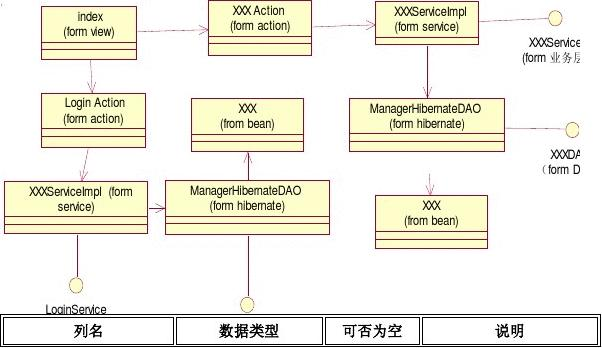 index
(form view)
XXX Action
(form action)
XXXServiceImpl
(form service)
XXXService
(form 业务层
Login Action
(form action)
XXX
(from bean)
ManagerHibernateDAO
(form hibernate)
XXXDA
(form D
XXXServiceImpl (form
service)
ManagerHibernateDAO
(form hibernate)
XXX
(from bean)
LoginService
列名 数据类型 可否为空 说明